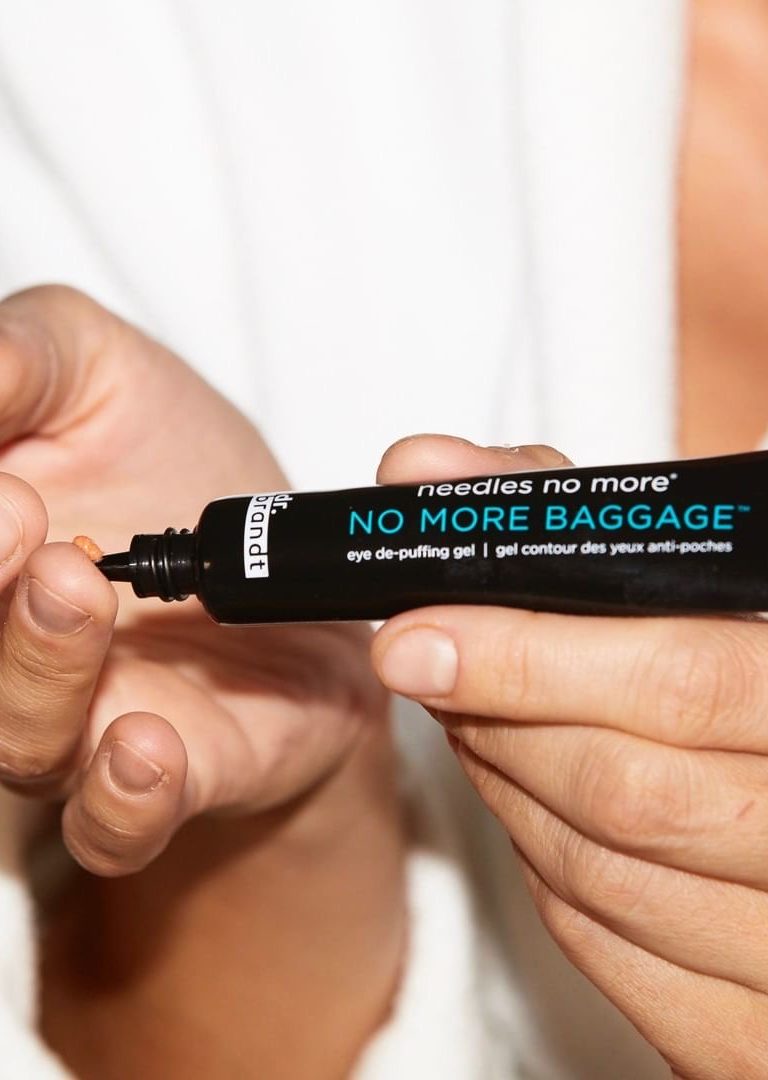 dr.
brandt
needles no more®
NO MORE BAGGAGE™
eye de-puffing gel | gel contour des yeux anti-poches